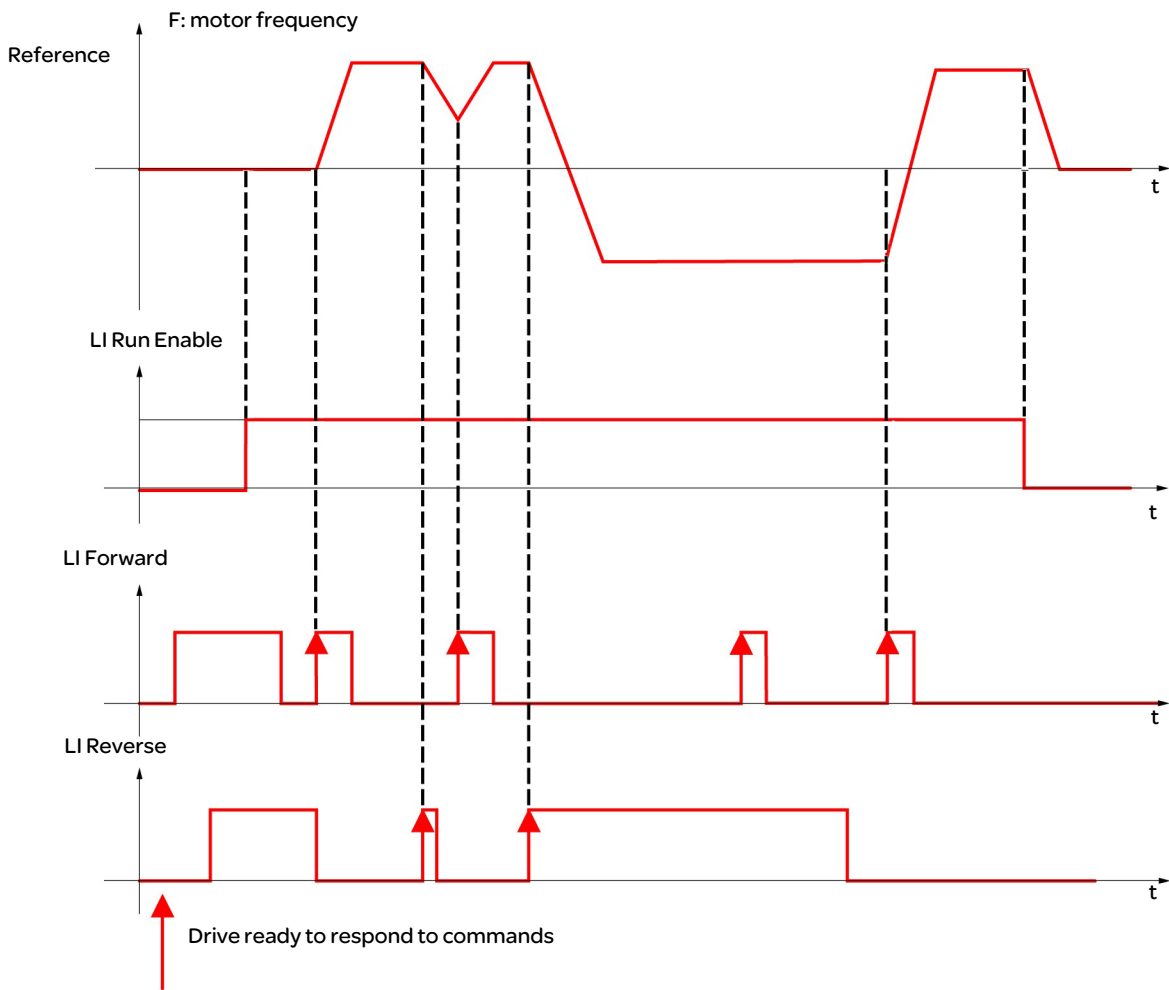 F: motor frequency
Reference
t
LI Run Enable
t
LI Forward
t
LI Reverse
t
Drive ready to respond to commands